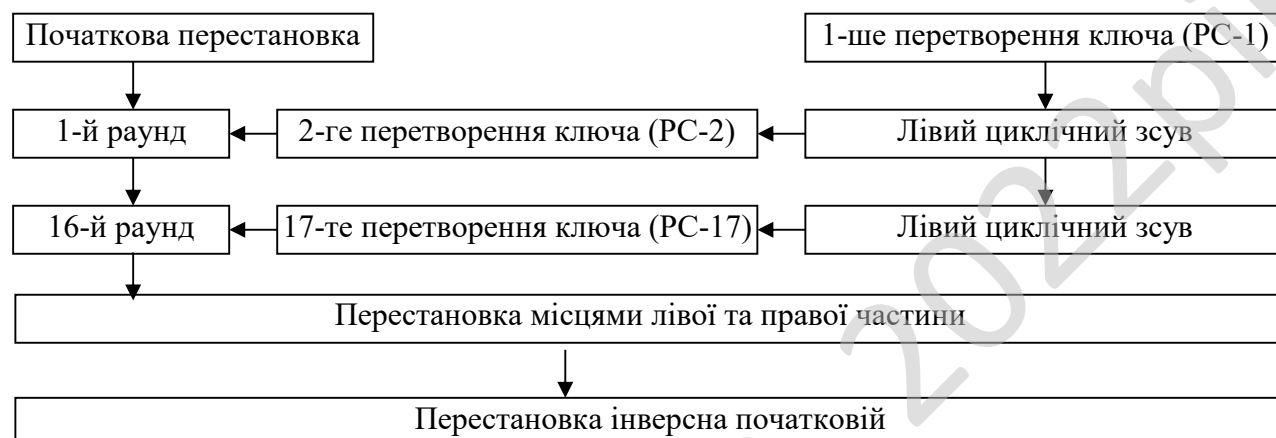 Початкова перестановка
1-ше перетворення ключа (PC-1)
1-й раунд
2-ге перетворення ключа (PC-2)
Лівий циклічний зсув
16-й раунд
17-те перетворення ключа (PC-17)
Лівий циклічний зсув
Перестановка місцями лівої та правої частини
Перестановка інверсна початковій